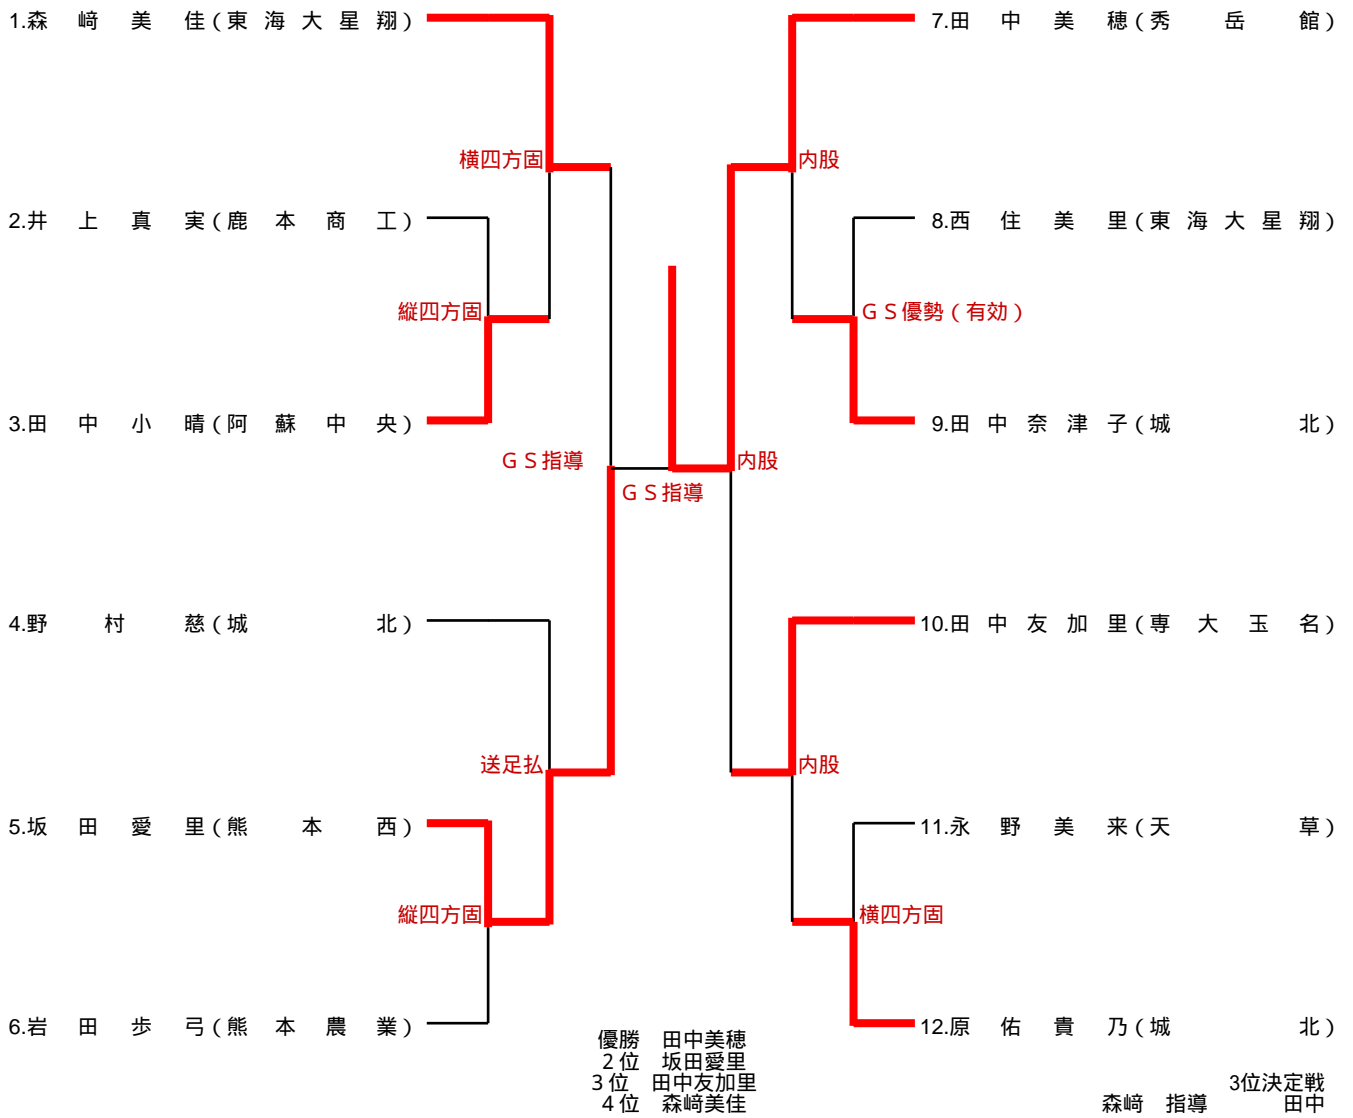 1.森﨑美佳(東海大星翔)
7.田中美穂(秀岳館)
横四方固
内股
2.井上真実(鹿本商工)
8.西住美里(東海大星翔)
縦四方固
ＧＳ優勢(有効)
3.田中小晴(阿蘇中央)
9.田中奈津子(城北)
ＧＳ指導
内股
ＧＳ指導
4.野村慈(城北)
10.田中友加里(専大玉名)
送足払
内股
5.坂田愛里(熊本西)
11.永野美来(天草)
縦四方固
横四方固
6.岩田歩弓(熊本農業)
12.原佑貴乃(城北)
優勝　田中美穂
２位　坂田愛里
３位　田中友加里
４位　森﨑美佳
3位決定戦
森﨑　指導　田中